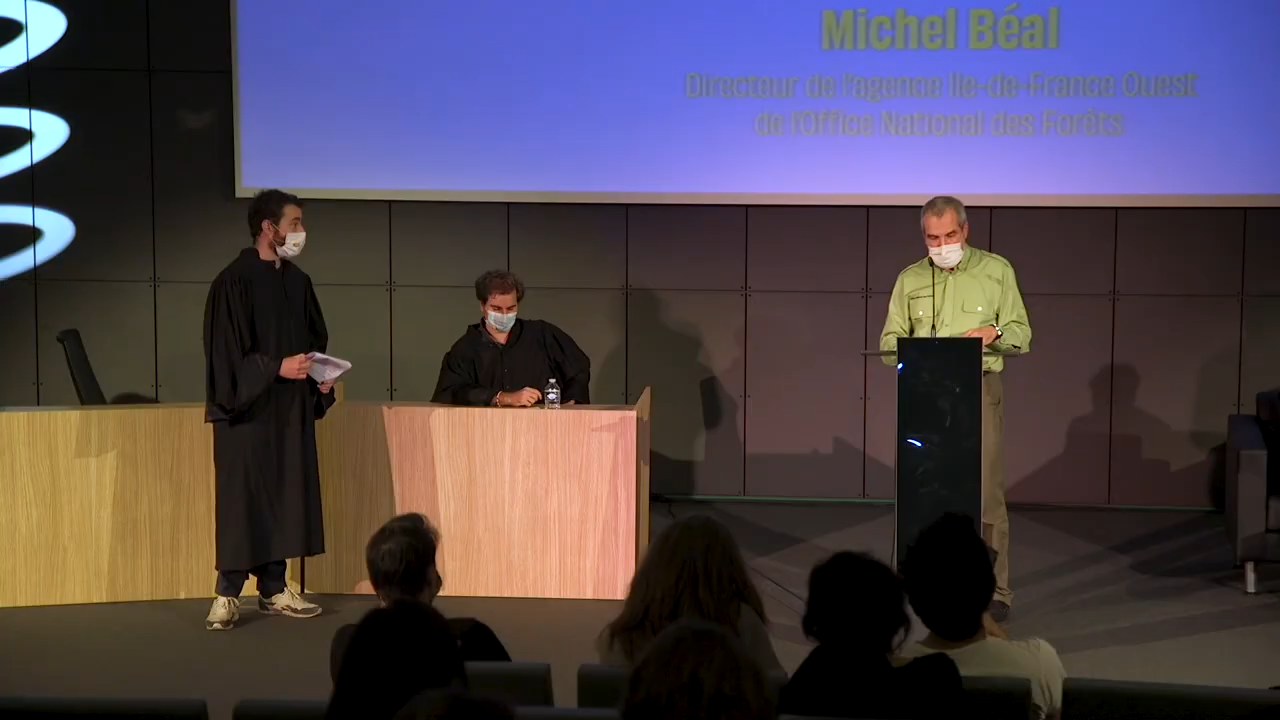 Michel Béal
Directeur de l'agence Ile-de-France Ouest
de l'Office National des Forêts